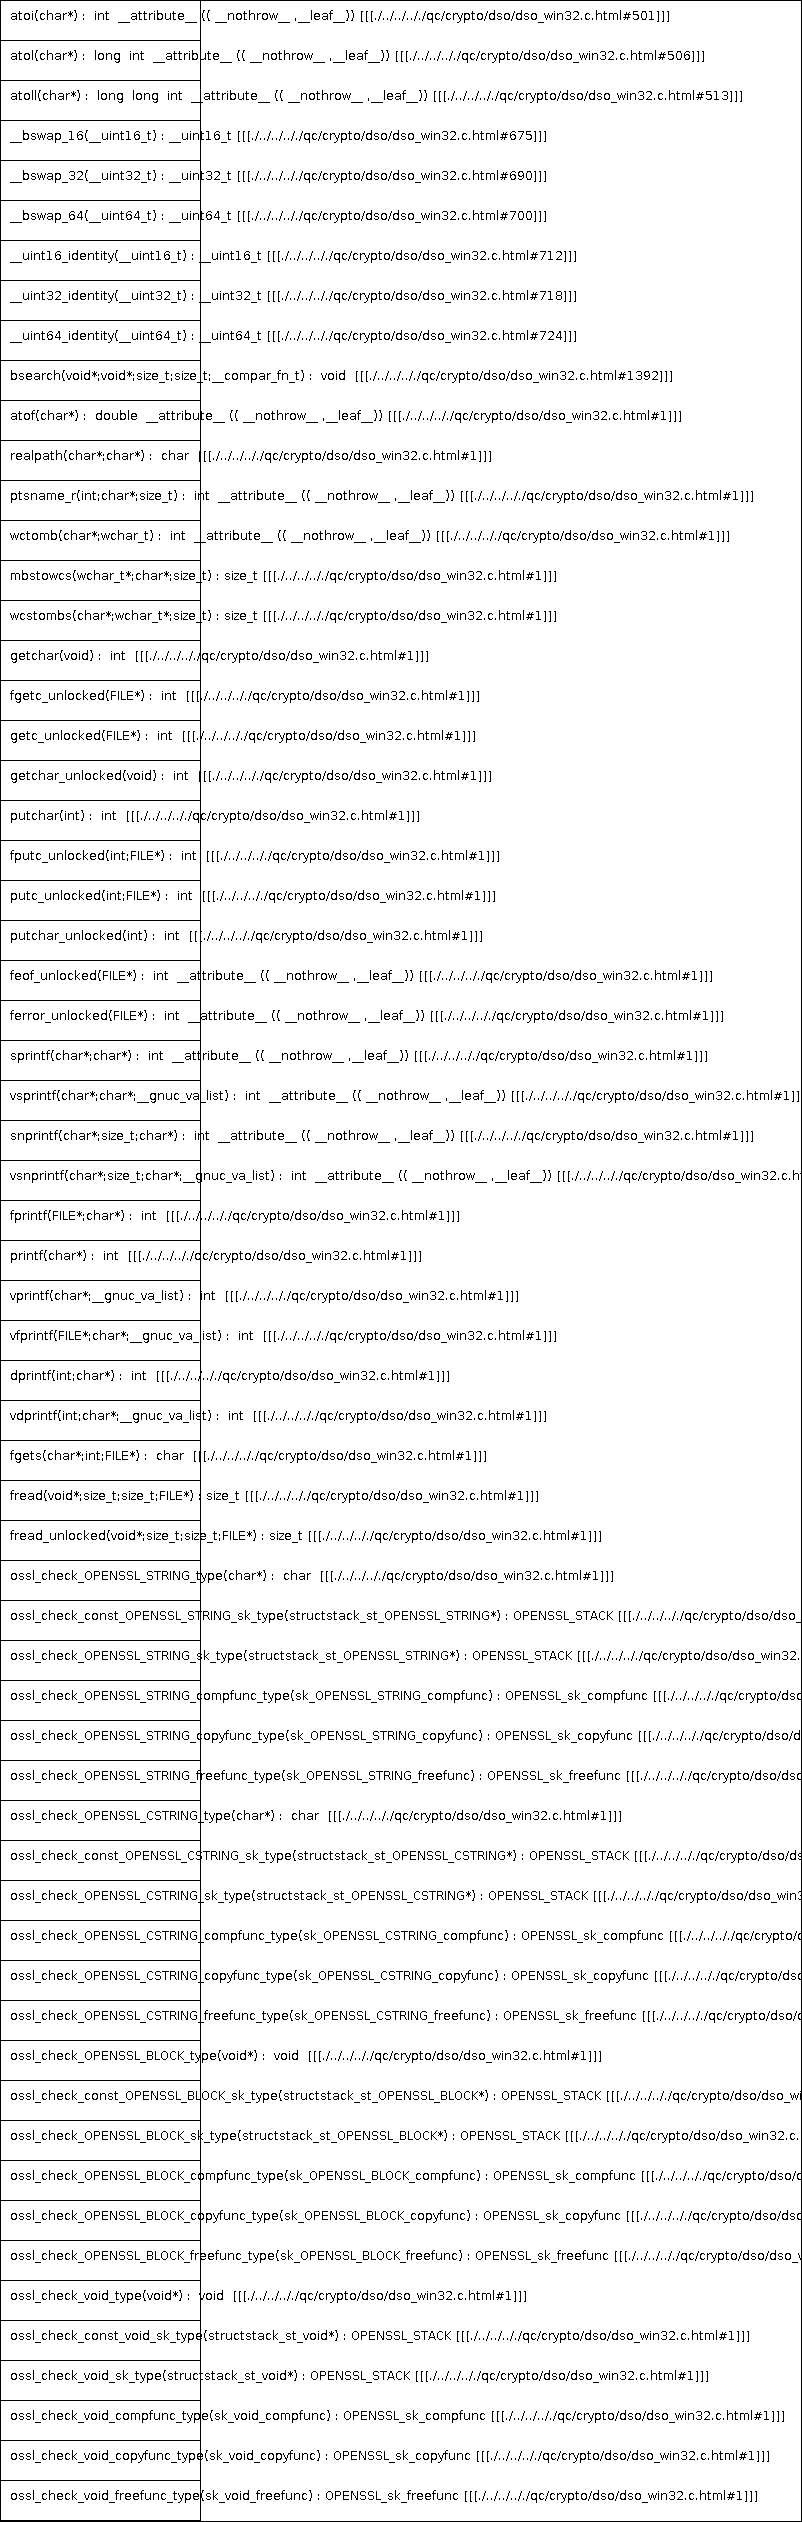 atoi(char*) : int __attribute__ (( __nothrow__ ,__leaf__)) [[[./../../../../qc/crypto/dso/dso_win32.c.html#501]]]
atol(char*) : long int __attribute__ (( __nothrow__ ,__leaf__)) [[[./../../../../qc/crypto/dso/dso_win32.c.html#506]]]
atoll(char*) : long long int __attribute__ (( __nothrow__ ,__leaf__)) [[[./../../../../qc/crypto/dso/dso_win32.c.html#513]]]
__bswap_16(__uint16_t) : __uint16_t [[[./../../../../qc/crypto/dso/dso_win32.c.html#675]]]
__bswap_32(__uint32_t) : __uint32_t [[[./../../../../qc/crypto/dso/dso_win32.c.html#690]]]
__bswap_64(__uint64_t) : __uint64_t [[[./../../../../qc/crypto/dso/dso_win32.c.html#700]]]
__uint16_identity(__uint16_t) : __uint16_t [[[./../../../../qc/crypto/dso/dso_win32.c.html#712]]]
__uint32_identity(__uint32_t) : __uint32_t [[[./../../../../qc/crypto/dso/dso_win32.c.html#718]]]
__uint64_identity(__uint64_t) : __uint64_t [[[./../../../../qc/crypto/dso/dso_win32.c.html#724]]]
bsearch(void*;void*;size_t;size_t;__compar_fn_t) : void [[[./../../../../qc/crypto/dso/dso_win32.c.html#1392]]]
atof(char*) : double __attribute__ (( __nothrow__ ,__leaf__)) [[[./../../../../qc/crypto/dso/dso_win32.c.html#1]]]
realpath(char*;char*) : char [[[./../../../../qc/crypto/dso/dso_win32.c.html#1]]]
ptsname_r(int;char*;size_t) : int __attribute__ (( __nothrow__ ,__leaf__)) [[[./../../../../qc/crypto/dso/dso_win32.c.html#1]]]
wctomb(char*;wchar_t) : int __attribute__ (( __nothrow__ ,__leaf__)) [[[./../../../../qc/crypto/dso/dso_win32.c.html#1]]]
mbstowcs(wchar_t*;char*;size_t) : size_t [[[./../../../../qc/crypto/dso/dso_win32.c.html#1]]]
wcstombs(char*;wchar_t*;size_t) : size_t [[[./../../../../qc/crypto/dso/dso_win32.c.html#1]]]
getchar(void) : int [[[./../../../../qc/crypto/dso/dso_win32.c.html#1]]]
fgetc_unlocked(FILE*) : int [[[./../../../../qc/crypto/dso/dso_win32.c.html#1]]]
getc_unlocked(FILE*) : int [[[./../../../../qc/crypto/dso/dso_win32.c.html#1]]]
getchar_unlocked(void) : int [[[./../../../../qc/crypto/dso/dso_win32.c.html#1]]]
putchar(int) : int [[[./../../../../qc/crypto/dso/dso_win32.c.html#1]]]
fputc_unlocked(int;FILE*) : int [[[./../../../../qc/crypto/dso/dso_win32.c.html#1]]]
putc_unlocked(int;FILE*) : int [[[./../../../../qc/crypto/dso/dso_win32.c.html#1]]]
putchar_unlocked(int) : int [[[./../../../../qc/crypto/dso/dso_win32.c.html#1]]]
feof_unlocked(FILE*) : int __attribute__ (( __nothrow__ ,__leaf__)) [[[./../../../../qc/crypto/dso/dso_win32.c.html#1]]]
ferror_unlocked(FILE*) : int __attribute__ (( __nothrow__ ,__leaf__)) [[[./../../../../qc/crypto/dso/dso_win32.c.html#1]]]
sprintf(char*;char*) : int __attribute__ (( __nothrow__ ,__leaf__)) [[[./../../../../qc/crypto/dso/dso_win32.c.html#1]]]
vsprintf(char*;char*;__gnuc_va_list) : int __attribute__ (( __nothrow__ ,__leaf__)) [[[./../../../../qc/crypto/dso/dso_win32.c.html#1]]
snprintf(char*;size_t;char*) : int __attribute__ (( __nothrow__ ,__leaf__)) [[[./../../../../qc/crypto/dso/dso_win32.c.html#1]]]
vsnprintf(char*;size_t;char*;__gnuc_va_list) : int __attribute__ (( __nothrow__ ,__leaf__)) [[[./../../../../qc/crypto/dso/dso_win32.c.h
fprintf(FILE*;char*) : int [[[./../../../../qc/crypto/dso/dso_win32.c.html#1]]]
printf(char*) : int [[[./../../../../qc/crypto/dso/dso_win32.c.html#1]]]
vprintf(char*;__gnuc_va_list) : int [[[./../../../../qc/crypto/dso/dso_win32.c.html#1]]]
vfprintf(FILE*;char*;__gnuc_va_list) : int [[[./../../../../qc/crypto/dso/dso_win32.c.html#1]]]
dprintf(int;char*) : int [[[./../../../../qc/crypto/dso/dso_win32.c.html#1]]]
vdprintf(int;char*;__gnuc_va_list) : int [[[./../../../../qc/crypto/dso/dso_win32.c.html#1]]]
fgets(char*;int;FILE*) : char [[[./../../../../qc/crypto/dso/dso_win32.c.html#1]]]
fread(void*;size_t;size_t;FILE*) : size_t [[[./../../../../qc/crypto/dso/dso_win32.c.html#1]]]
fread_unlocked(void*;size_t;size_t;FILE*) : size_t [[[./../../../../qc/crypto/dso/dso_win32.c.html#1]]]
ossl_check_OPENSSL_STRING_type(char*) : char [[[./../../../../qc/crypto/dso/dso_win32.c.html#1]]]
ossl_check_const_OPENSSL_STRING_sk_type(structstack_st_OPENSSL_STRING*) : OPENSSL_STACK [[[./../../../../qc/crypto/dso/dso_
ossl_check_OPENSSL_STRING_sk_type(structstack_st_OPENSSL_STRING*) : OPENSSL_STACK [[[./../../../../qc/crypto/dso/dso_win32.
ossl_check_OPENSSL_STRING_compfunc_type(sk_OPENSSL_STRING_compfunc) : OPENSSL_sk_compfunc [[[./../../../../qc/crypto/dso
ossl_check_OPENSSL_STRING_copyfunc_type(sk_OPENSSL_STRING_copyfunc) : OPENSSL_sk_copyfunc [[[./../../../../qc/crypto/dso/d
ossl_check_OPENSSL_STRING_freefunc_type(sk_OPENSSL_STRING_freefunc) : OPENSSL_sk_freefunc [[[./../../../../qc/crypto/dso/dso
ossl_check_OPENSSL_CSTRING_type(char*) : char [[[./../../../../qc/crypto/dso/dso_win32.c.html#1]]]
ossl_check_const_OPENSSL_CSTRING_sk_type(structstack_st_OPENSSL_CSTRING*) : OPENSSL_STACK [[[./../../../../qc/crypto/dso/ds
ossl_check_OPENSSL_CSTRING_sk_type(structstack_st_OPENSSL_CSTRING*) : OPENSSL_STACK [[[./../../../../qc/crypto/dso/dso_win3
ossl_check_OPENSSL_CSTRING_compfunc_type(sk_OPENSSL_CSTRING_compfunc) : OPENSSL_sk_compfunc [[[./../../../../qc/crypto/d
ossl_check_OPENSSL_CSTRING_copyfunc_type(sk_OPENSSL_CSTRING_copyfunc) : OPENSSL_sk_copyfunc [[[./../../../../qc/crypto/dso
ossl_check_OPENSSL_CSTRING_freefunc_type(sk_OPENSSL_CSTRING_freefunc) : OPENSSL_sk_freefunc [[[./../../../../qc/crypto/dso/d
ossl_check_OPENSSL_BLOCK_type(void*) : void [[[./../../../../qc/crypto/dso/dso_win32.c.html#1]]]
ossl_check_const_OPENSSL_BLOCK_sk_type(structstack_st_OPENSSL_BLOCK*) : OPENSSL_STACK [[[./../../../../qc/crypto/dso/dso_wi
ossl_check_OPENSSL_BLOCK_sk_type(structstack_st_OPENSSL_BLOCK*) : OPENSSL_STACK [[[./../../../../qc/crypto/dso/dso_win32.c.
ossl_check_OPENSSL_BLOCK_compfunc_type(sk_OPENSSL_BLOCK_compfunc) : OPENSSL_sk_compfunc [[[./../../../../qc/crypto/dso/d
ossl_check_OPENSSL_BLOCK_copyfunc_type(sk_OPENSSL_BLOCK_copyfunc) : OPENSSL_sk_copyfunc [[[./../../../../qc/crypto/dso/dso
ossl_check_OPENSSL_BLOCK_freefunc_type(sk_OPENSSL_BLOCK_freefunc) : OPENSSL_sk_freefunc [[[./../../../../qc/crypto/dso/dso_w
ossl_check_void_type(void*) : void [[[./../../../../qc/crypto/dso/dso_win32.c.html#1]]]
ossl_check_const_void_sk_type(structstack_st_void*) : OPENSSL_STACK [[[./../../../../qc/crypto/dso/dso_win32.c.html#1]]]
ossl_check_void_sk_type(structstack_st_void*) : OPENSSL_STACK [[[./../../../../qc/crypto/dso/dso_win32.c.html#1]]]
ossl_check_void_compfunc_type(sk_void_compfunc) : OPENSSL_sk_compfunc [[[./../../../../qc/crypto/dso/dso_win32.c.html#1]]]
ossl_check_void_copyfunc_type(sk_void_copyfunc) : OPENSSL_sk_copyfunc [[[./../../../../qc/crypto/dso/dso_win32.c.html#1]]]
ossl_check_void_freefunc_type(sk_void_freefunc) : OPENSSL_sk_freefunc [[[./../../../../qc/crypto/dso/dso_win32.c.html#1]]]